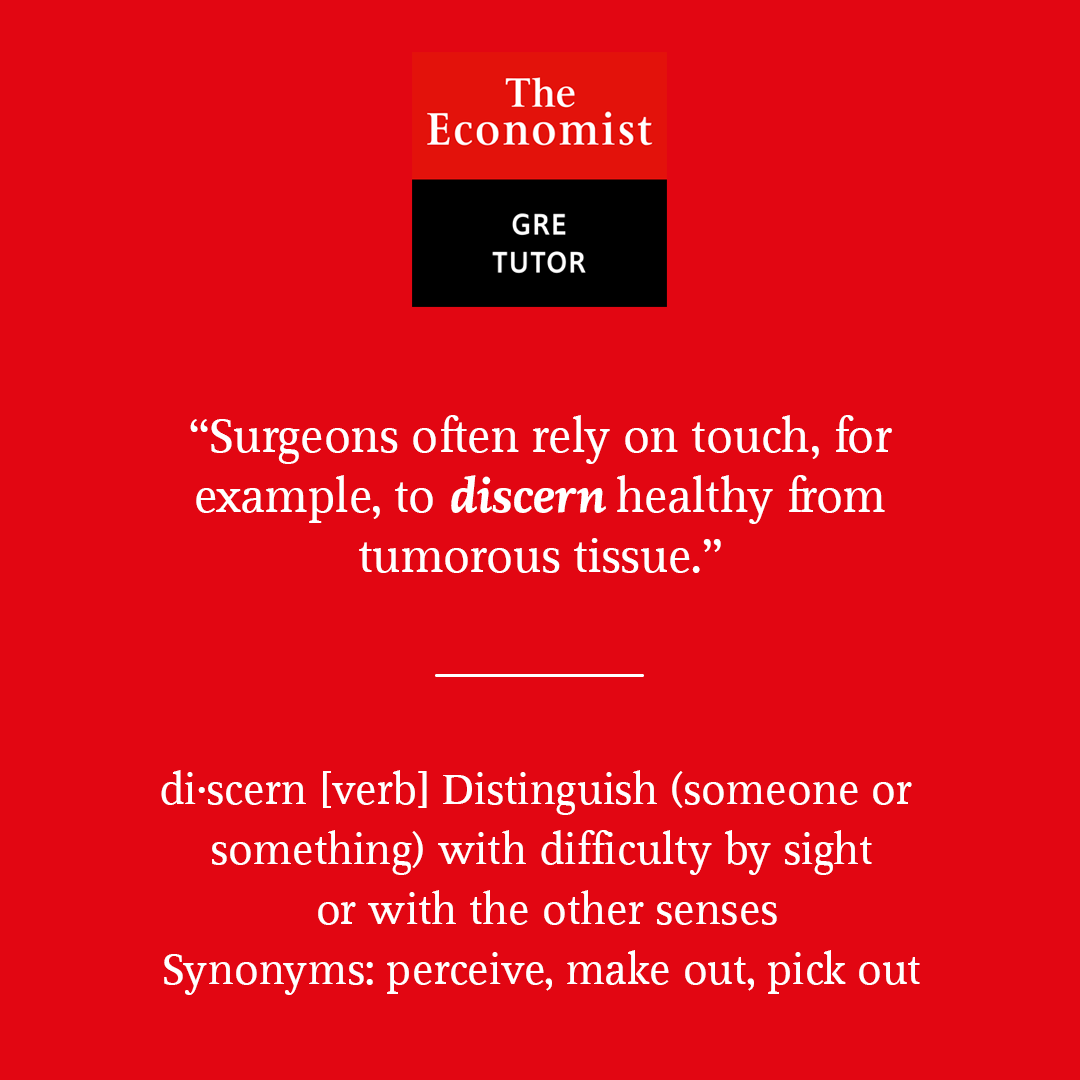 The
Economist
GRE
TUTOR
“Surgeons often rely on touch, for
example, to discern healthy from
tumorous tissue.”
di·scern [verb] Distinguish (someone or
something) with difficulty by sight
or with the other senses
Synonyms: perceive, make out, pick out